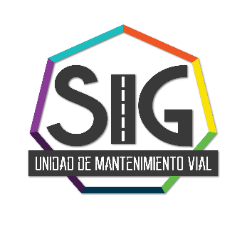 SIG
UNIDAD DE MANTENIMIENTO VIAL